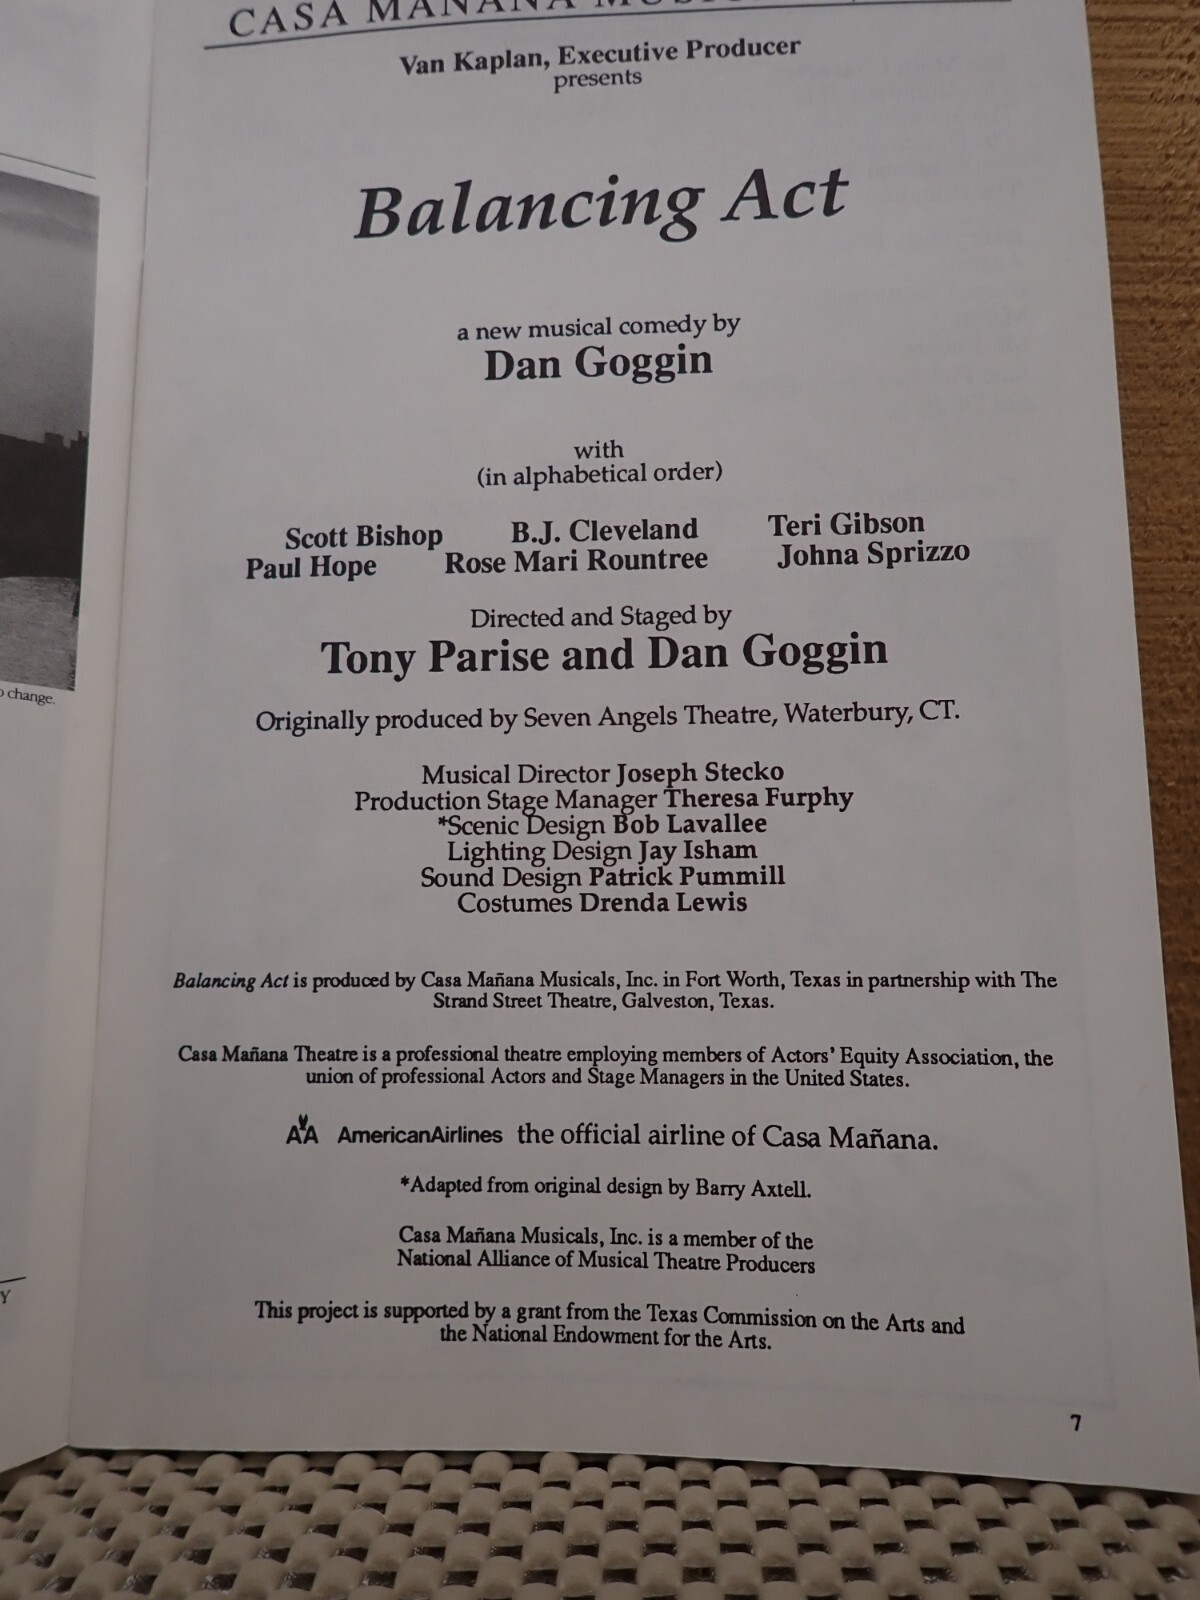 CASA MAÑANA
Van Kaplan, Executive Producer
presents
Balancing Act
a new musical comedy by
Dan Goggin
with
(in alphabetical order)
Scott Bishop B.J. Cleveland Teri Gibson
Paul Hope Rose Mari Rountree Johna Sprizzo
Directed and Staged by
Tony Parise and Dan Goggin
Originally produced by Seven Angels Theatre, Waterbury, CT.
Musical Director Joseph Stecko
Production Stage Manager Theresa Furphy
*Scenic Design Bob Lavallee
Lighting Design Jay Isham
Sound Design Patrick Pummill
Costumes Drenda Lewis
Balancing Act is produced by Casa Mañana Musicals, Inc. in Fort Worth, Texas in partnership with The
Strand Street Theatre, Galveston, Texas.
Casa Mañana Theatre is a professional theatre employing members of Actors' Equity Association, the
union of professional Actors and Stage Managers in the United States.
AA AmericanAirlines the official airline of Casa Mañana.
*Adapted from original design by Barry Axtell.
Casa Mañana Musicals, Inc. is a member of the
National Alliance of Musical Theatre Producers
This project is supported by a grant from the Texas Commission on the Arts and
the National Endowment for the Arts.
7
change.
Y